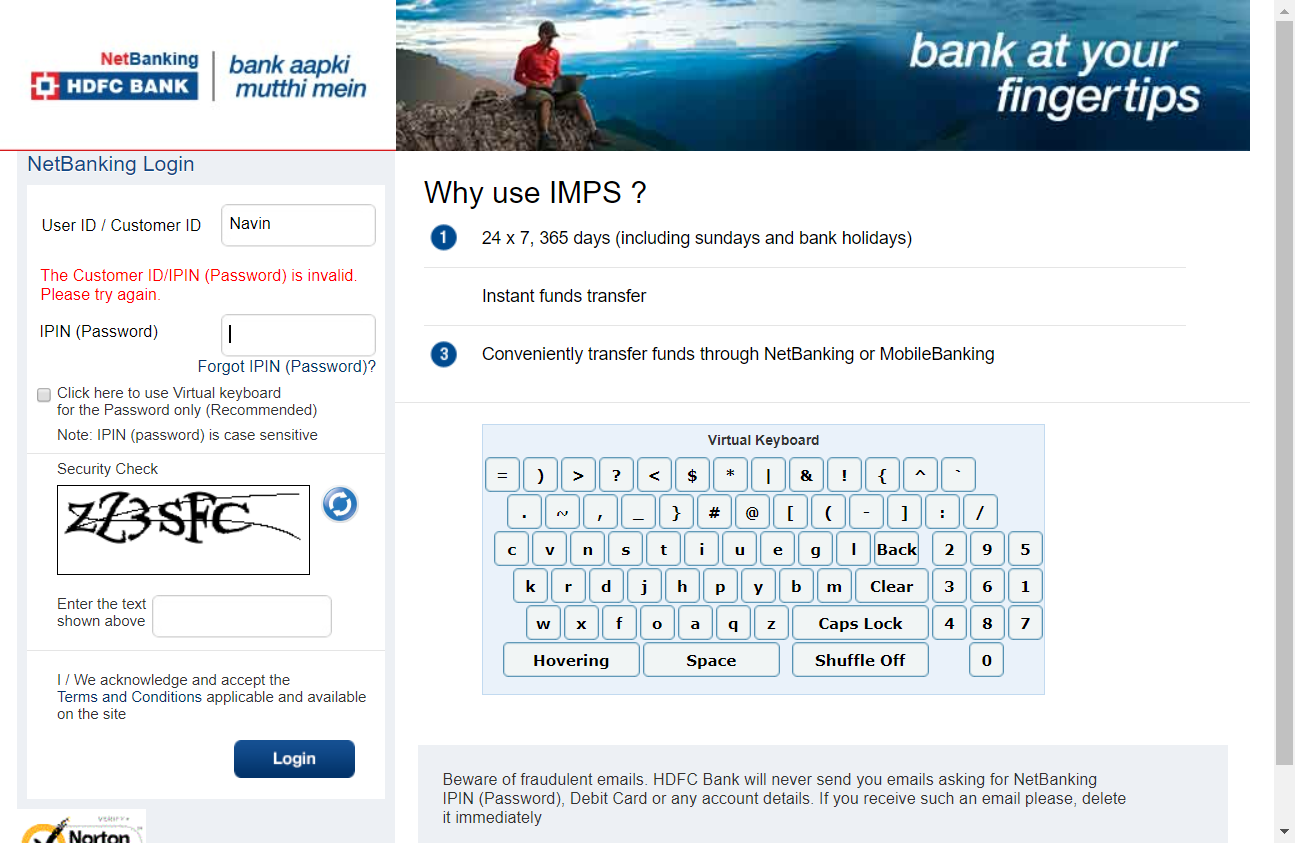 NetBanking
HDFC BANK
bank aapki
mutthi mein
bank at your
fingertips
NetBanking Login
User ID / Customer ID
Navin
The Customer ID/IPIN (Password) is invalid.
Please try again.
IPIN (Password)
Forgot IPIN (Password)?
Click here to use Virtual keyboard
for the Password only (Recommended)
Note: IPIN (password) is case sensitive
Security Check
Enter the text
shown above
I / We acknowledge and accept the
Terms and Conditions applicable and available
on the site
Login
VERIFY
Norton
Why use IMPS ?
1 24 x 7, 365 days (including sundays and bank holidays)
Instant funds transfer
3 Conveniently transfer funds through NetBanking or MobileBanking
Virtual Keyboard
= ) > ? < $ * | & ! { ^ `
. ~ , _ } # @ [ ( - ] : /
c v n s t i u e g l Back 2 9 5
k r d j h p y b m Clear 3 6 1
w x f o a q z Caps Lock 4 8 7
Hovering Space Shuffle Off 0
Beware of fraudulent emails. HDFC Bank will never send you emails asking for NetBanking
IPIN (Password), Debit Card or any account details. If you receive such an email please, delete
it immediately